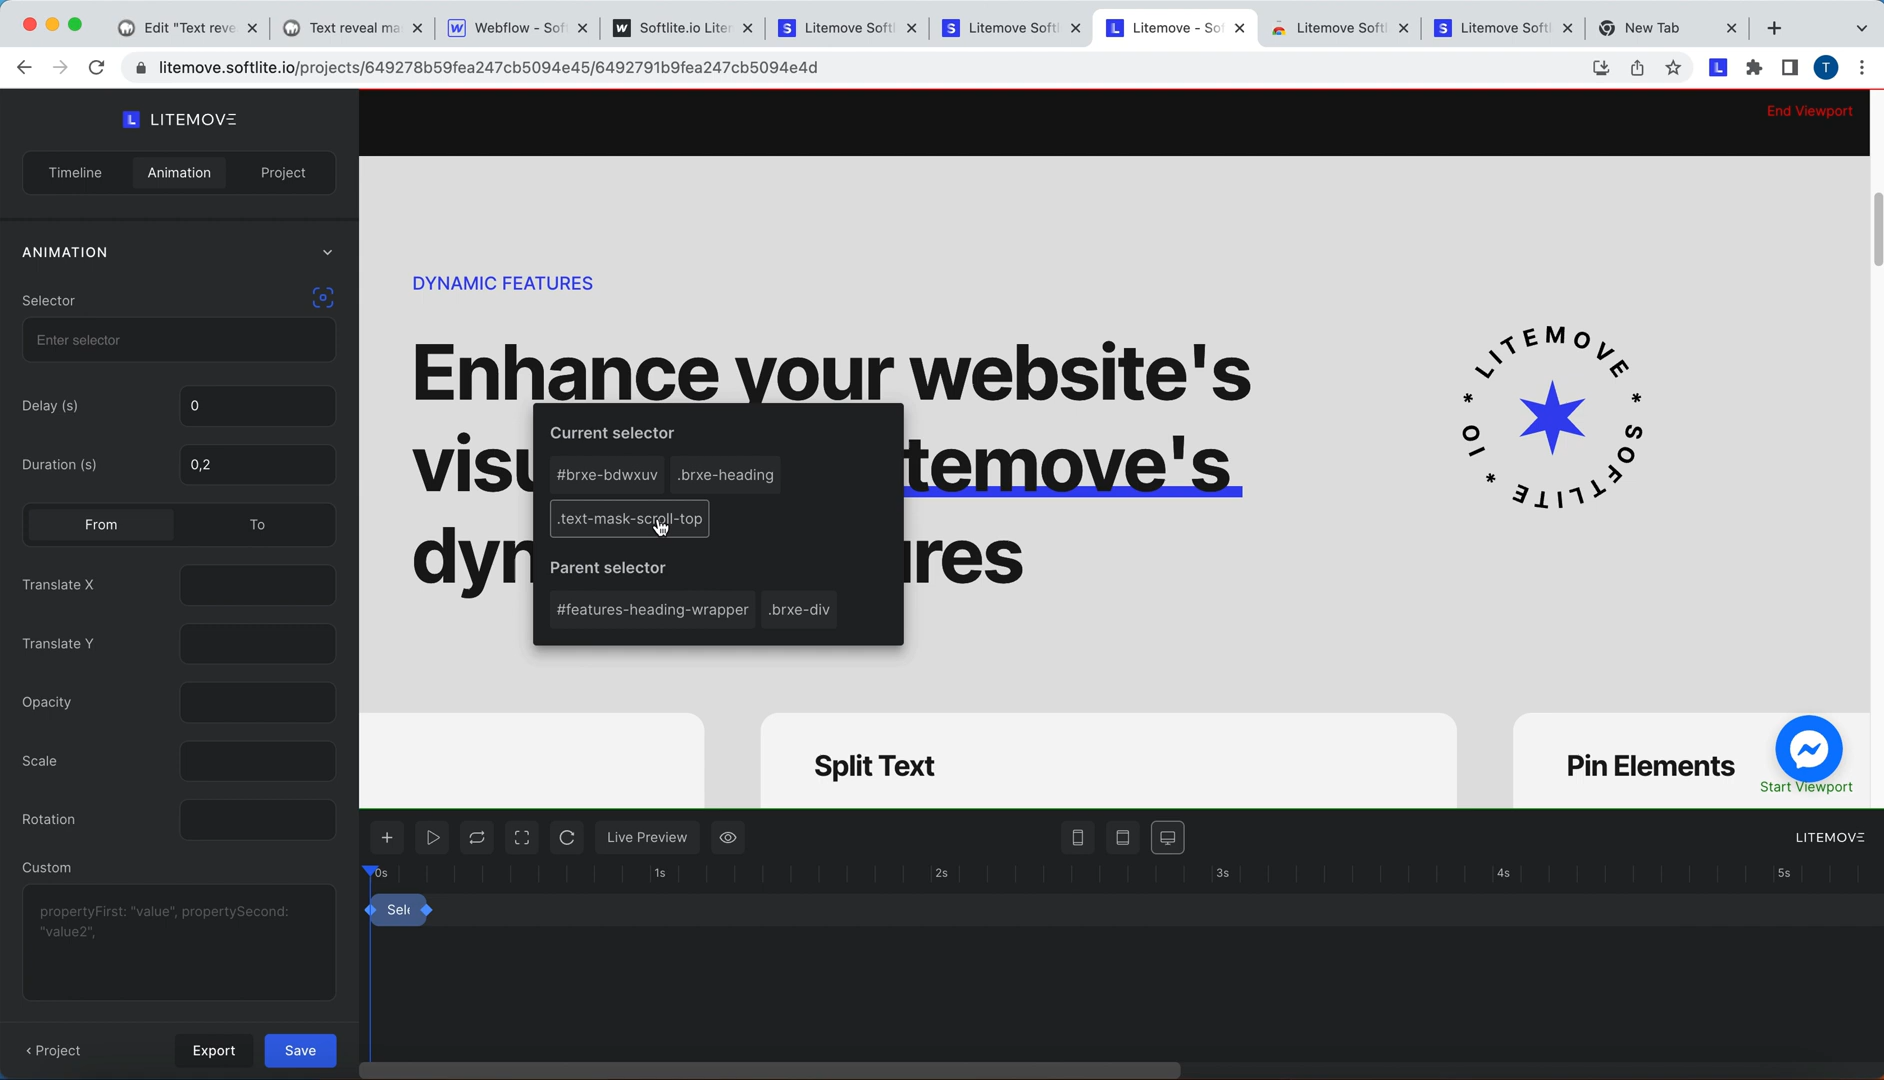 Edit "Text reve
Text reveal ma
Webflow - Sof
Softlite.io Liter
Litemove Softl
Litemove Softl
Litemove - Sof
Litemove Softl
Litemove Softl
New Tab
litemove.softlite.io/projects/649278b59fea247cb5094e45/6492791b9fea247cb5094e4d
L
T
L LITEMOVE
Timeline
Animation
Project
ANIMATION
Selector
Enter selector
Delay (s)
0
Duration (s)
0,2
From
To
Translate X
Translate Y
Opacity
Scale
Rotation
Custom
propertyFirst: "value", propertySecond:
"value2",
‹ Project
Export
Save
End Viewport
DYNAMIC FEATURES
Enhance your website's
visu
temove's
dyn
ures
* LITEMOVE * SOFTLITE * IO
Current selector
#brxe-bdwxuv
.brxe-heading
.text-mask-scroll-top
Parent selector
#features-heading-wrapper
.brxe-div
Split Text
Pin Elements
Start Viewport
Live Preview
LITEMOVE
0s
1s
2s
3s
4s
5s
Sele